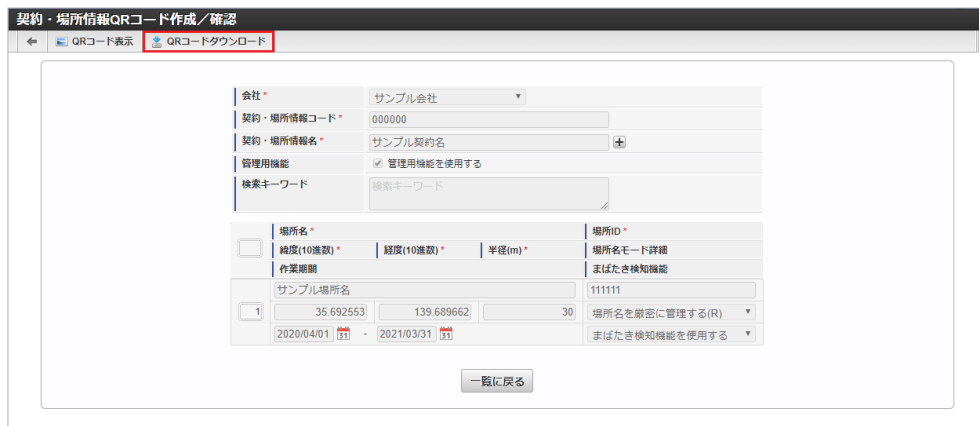 契約・場所情報QRコード作成／確認
QRコード表示 QRコードダウンロード
会社* サンプル会社
契約・場所情報コード* 000000
契約・場所情報名* サンプル契約名
管理用機能 管理用機能を使用する
検索キーワード 検索キーワード
場所名* 場所ID*
緯度(10進数)* 経度(10進数)* 半径(m)* 場所名モード詳細
作業期間 まばたき検知機能
サンプル場所名 111111
1 35.692553 139.689662 30 場所名を厳密に管理する(R)
2020/04/01 31 - 2021/03/31 31 まばたき検知機能を使用する
一覧に戻る